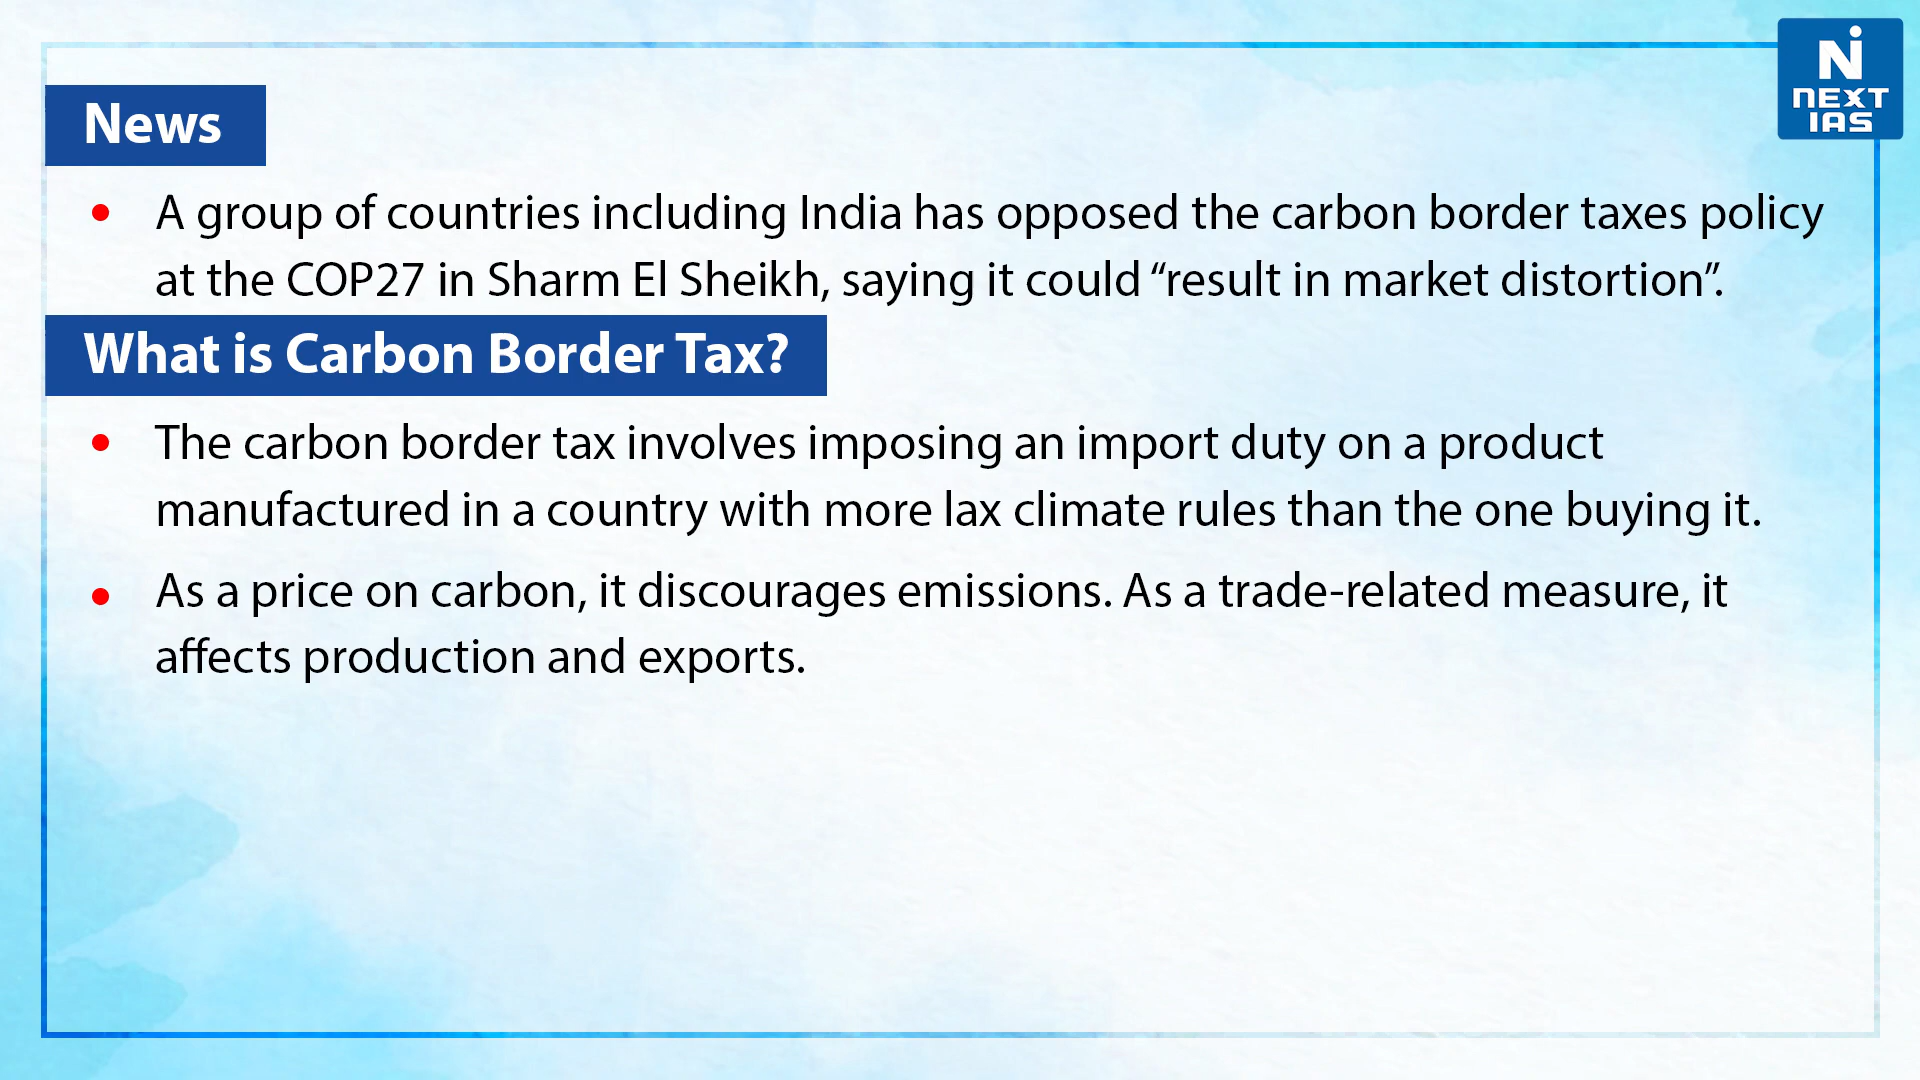 NEXT
IAS
News
• A group of countries including India has opposed the carbon border taxes policy
at the COP27 in Sharm El Sheikh, saying it could “result in market distortion”.
What is Carbon Border Tax?
• The carbon border tax involves imposing an import duty on a product
manufactured in a country with more lax climate rules than the one buying it.
• As a price on carbon, it discourages emissions. As a trade-related measure, it
affects production and exports.